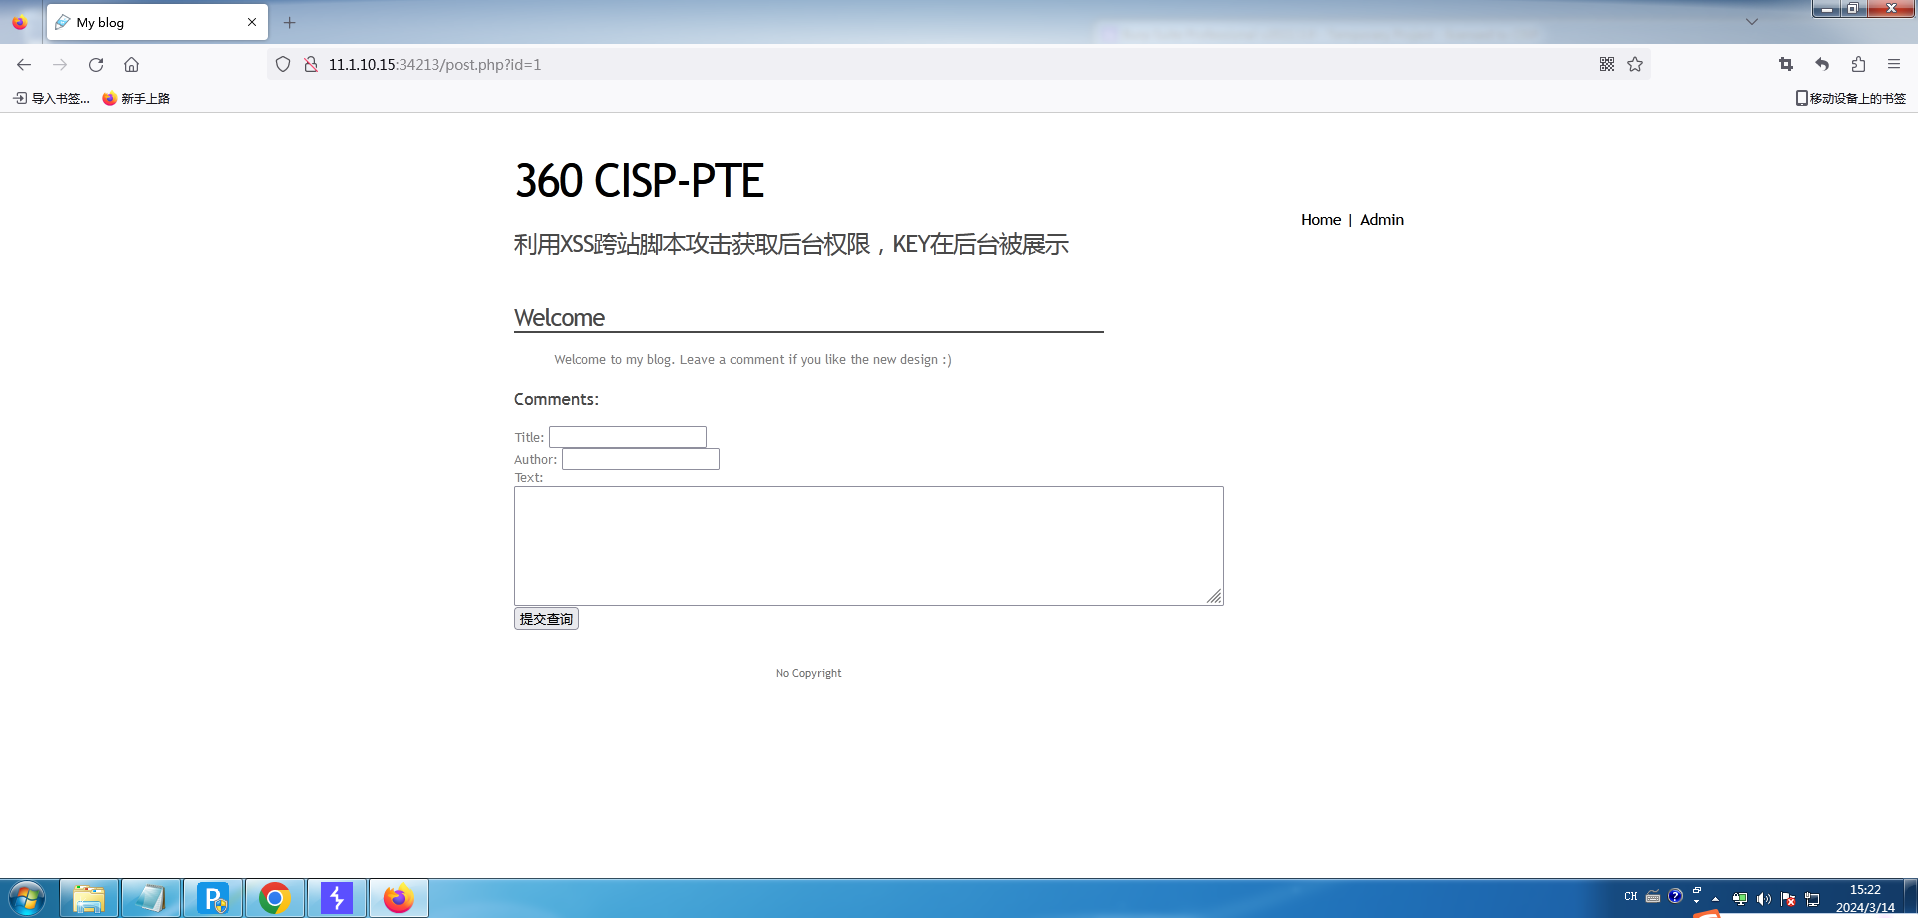 My blog
11.1.10.15:34213/post.php?id=1
导入书签...
新手上路
移动设备上的书签
360 CISP-PTE
Home | Admin
利用XSS跨站脚本攻击获取后台权限，KEY在后台被展示
Welcome
Welcome to my blog. Leave a comment if you like the new design :)
Comments:
Title:
Author:
Text:
提交查询
No Copyright
CH
15:22
2024/3/14